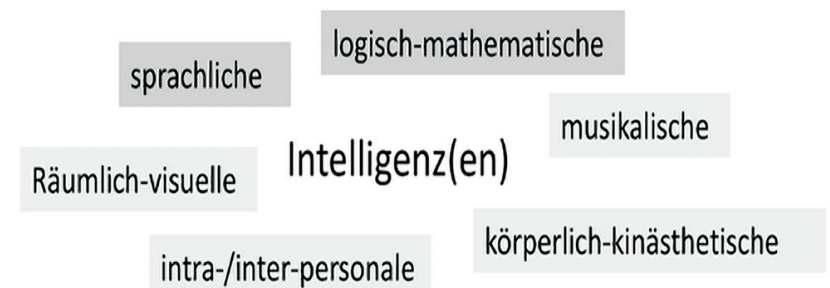 logisch-mathematische
sprachliche
musikalische
Intelligenz(en)
Räumlich-visuelle
körperlich-kinästhetische
intra-/inter-personale